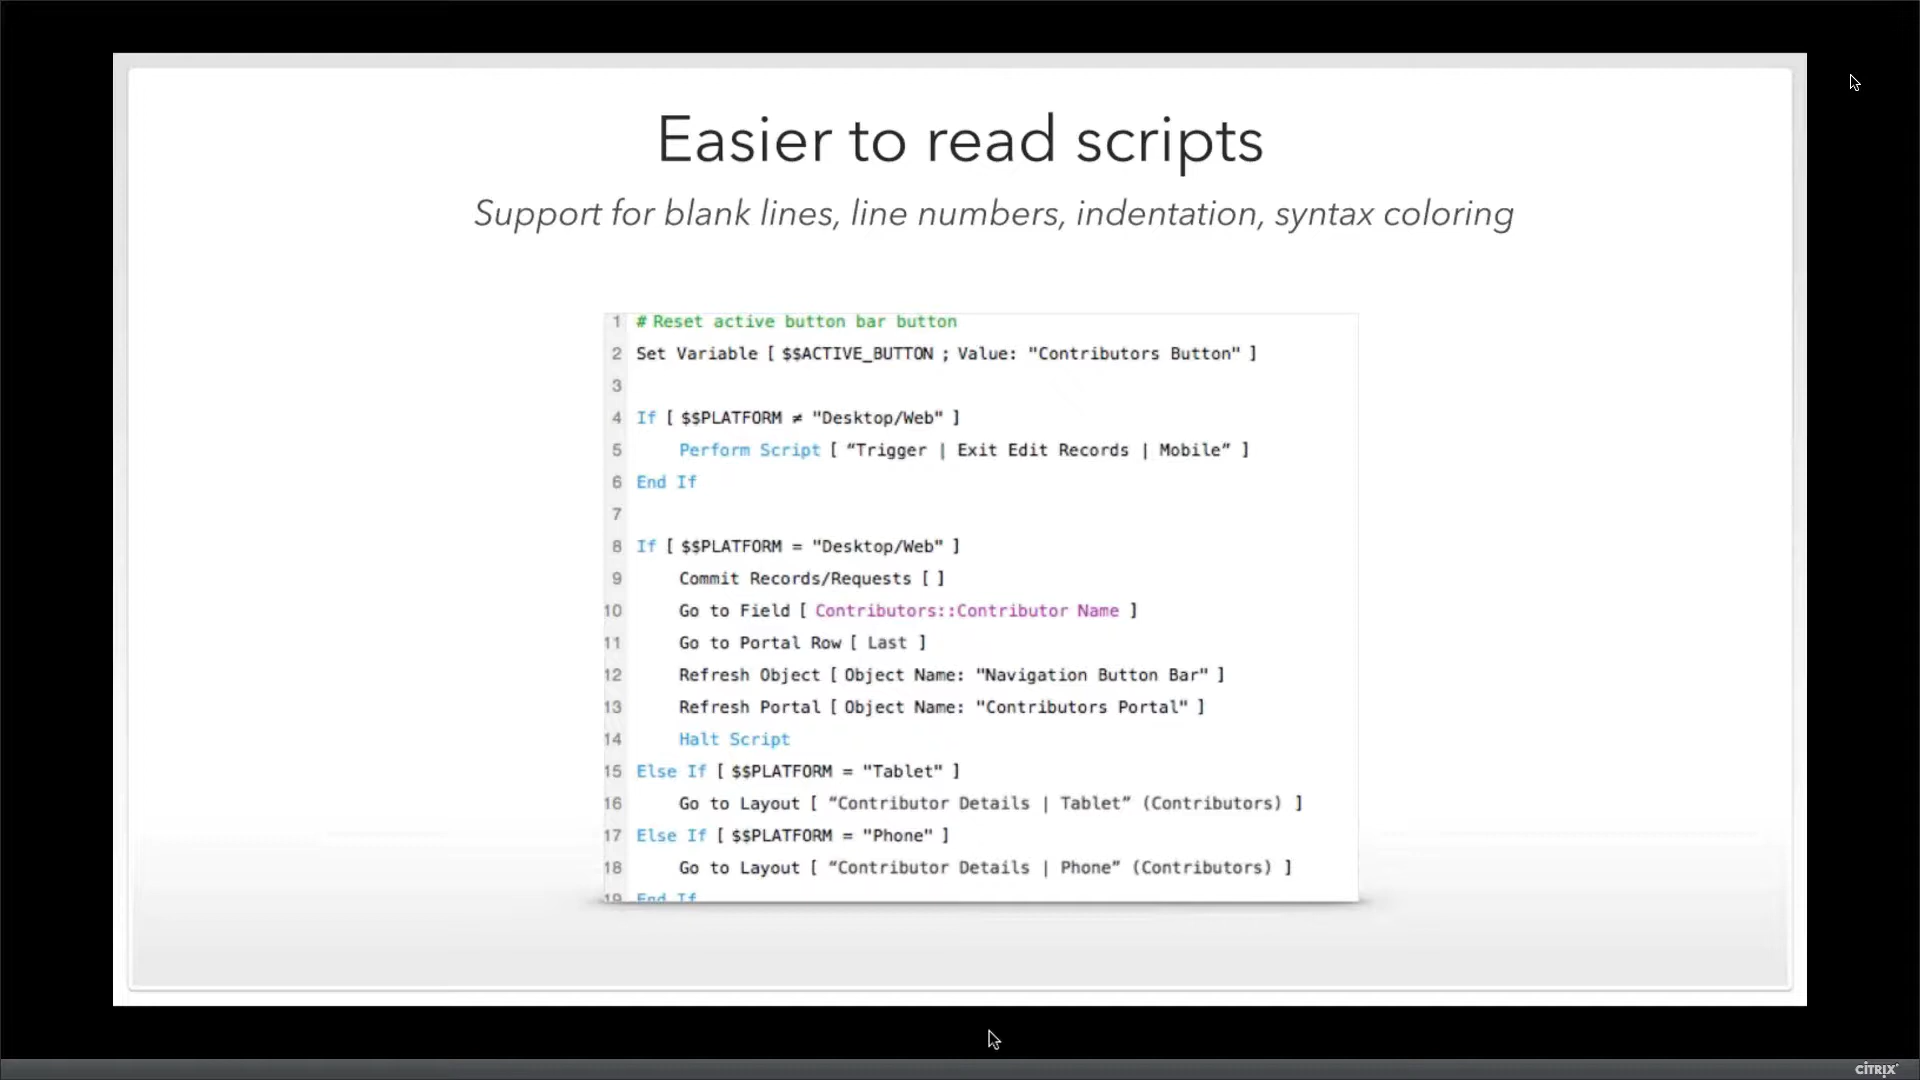 Easier to read scripts
Support for blank lines, line numbers, indentation, syntax coloring
1 # Reset active button bar button
2 Set Variable [ $$ACTIVE_BUTTON ; Value: "Contributors Button" ]
3
4 If [ $$PLATFORM ≠ "Desktop/Web" ]
5 Perform Script [ “Trigger | Exit Edit Records | Mobile” ]
6 End If
7
8 If [ $$PLATFORM = "Desktop/Web" ]
9 Commit Records/Requests [ ]
10 Go to Field [ Contributors::Contributor Name ]
11 Go to Portal Row [ Last ]
12 Refresh Object [ Object Name: "Navigation Button Bar" ]
13 Refresh Portal [ Object Name: "Contributors Portal" ]
14 Halt Script
15 Else If [ $$PLATFORM = "Tablet" ]
16 Go to Layout [ “Contributor Details | Tablet” (Contributors) ]
17 Else If [ $$PLATFORM = "Phone" ]
18 Go to Layout [ “Contributor Details | Phone” (Contributors) ]
19 End If
CITRIX